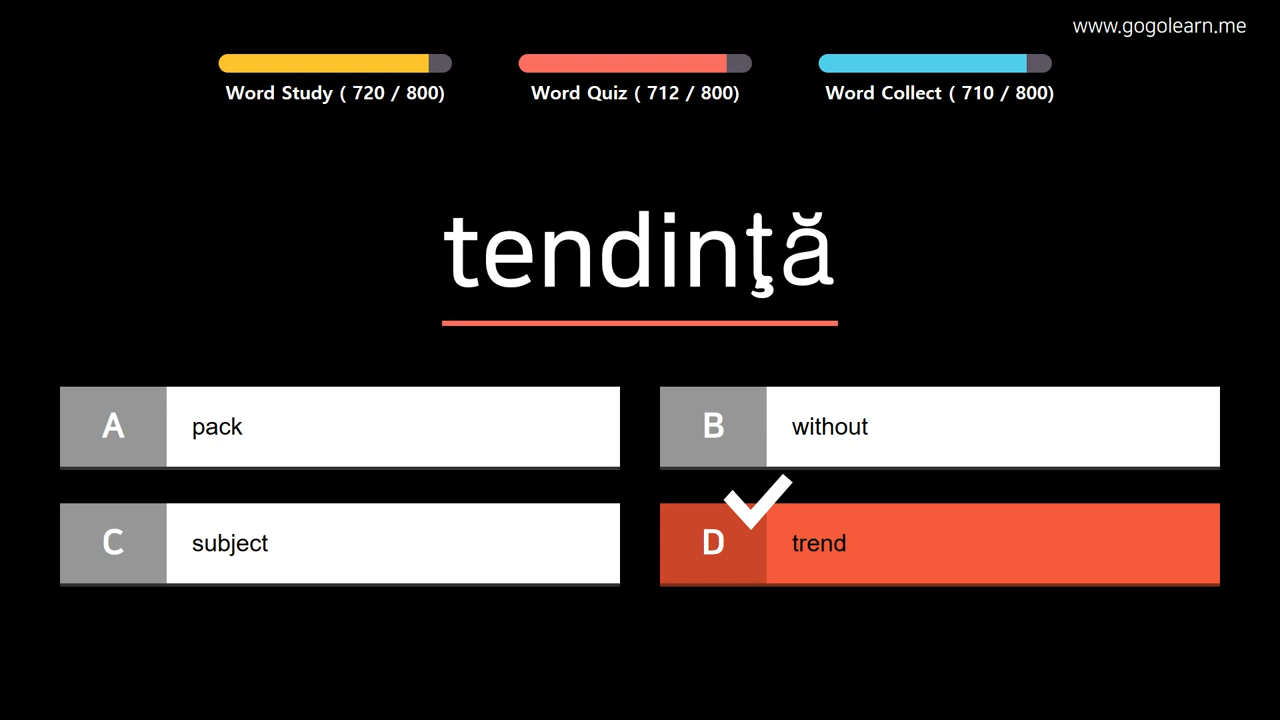 www.gogolearn.me
Word Study ( 720 / 800)
Word Quiz ( 712 / 800)
Word Collect ( 710 / 800)
tendinţă
A pack
B without
C subject
D trend